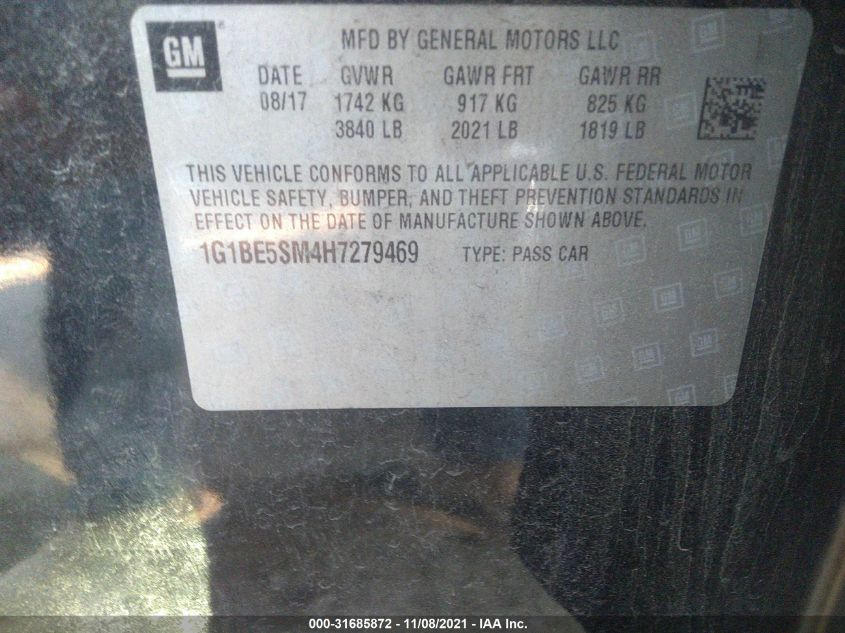 GM
MFD BY GENERAL MOTORS LLC
DATE GVWR GAWR FRT GAWR RR
08/17 1742 KG 917 KG 825 KG
3840 LB 2021 LB 1819 LB
THIS VEHICLE CONFORMS TO ALL APPLICABLE U.S. FEDERAL MOTOR
VEHICLE SAFETY, BUMPER, AND THEFT PREVENTION STANDARDS IN
EFFECT ON THE DATE OF MANUFACTURE SHOWN ABOVE.
1G1BE5SM4H7279469 TYPE: PASS CAR
000-31685872 - 11/08/2021 - IAA Inc.